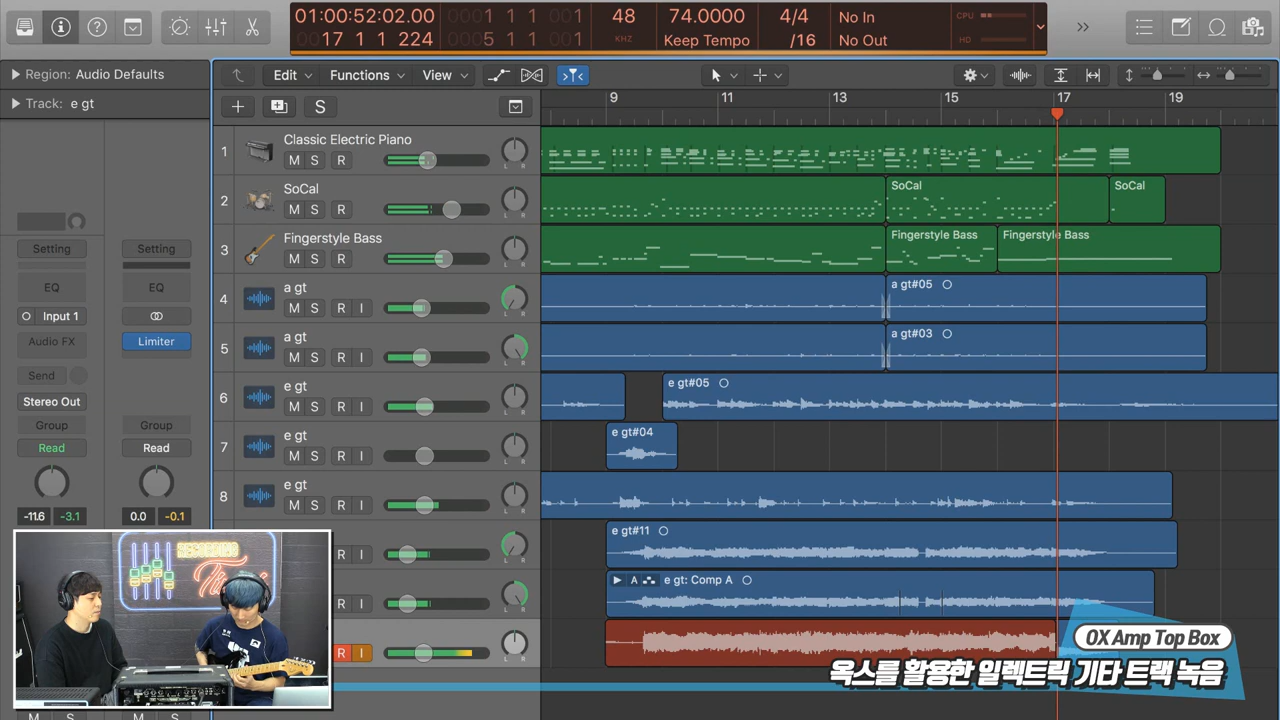 01:00:52:02.00
17 1 1 224
0001 1 1 001
0005 1 1 001
48
KHZ
74.0000
Keep Tempo
4/4
/16
No In
No Out
CPU
HD
Region: Audio Defaults
Track: e gt
Edit
Functions
View
S
9
11
13
15
17
19
1
Classic Electric Piano
M S R
2
SoCal
M S R
SoCal
SoCal
3
Fingerstyle Bass
M S R
Fingerstyle Bass
Fingerstyle Bass
4
a gt
M S R I
a gt#05
5
a gt
M S R I
a gt#03
6
e gt
M S R I
e gt#05
7
e gt
M S R I
e gt#04
8
e gt
M S R I
e gt#11
A
e gt: Comp A
R I
R I
Setting
Setting
EQ
EQ
Input 1
Audio FX
Limiter
Send
Stereo Out
Group
Group
Read
Read
-11.6
-3.1
0.0
-0.1
RECORDING
M S
M S
OX Amp Top Box
옥스를 활용한 일렉트릭 기타 트랙 녹음